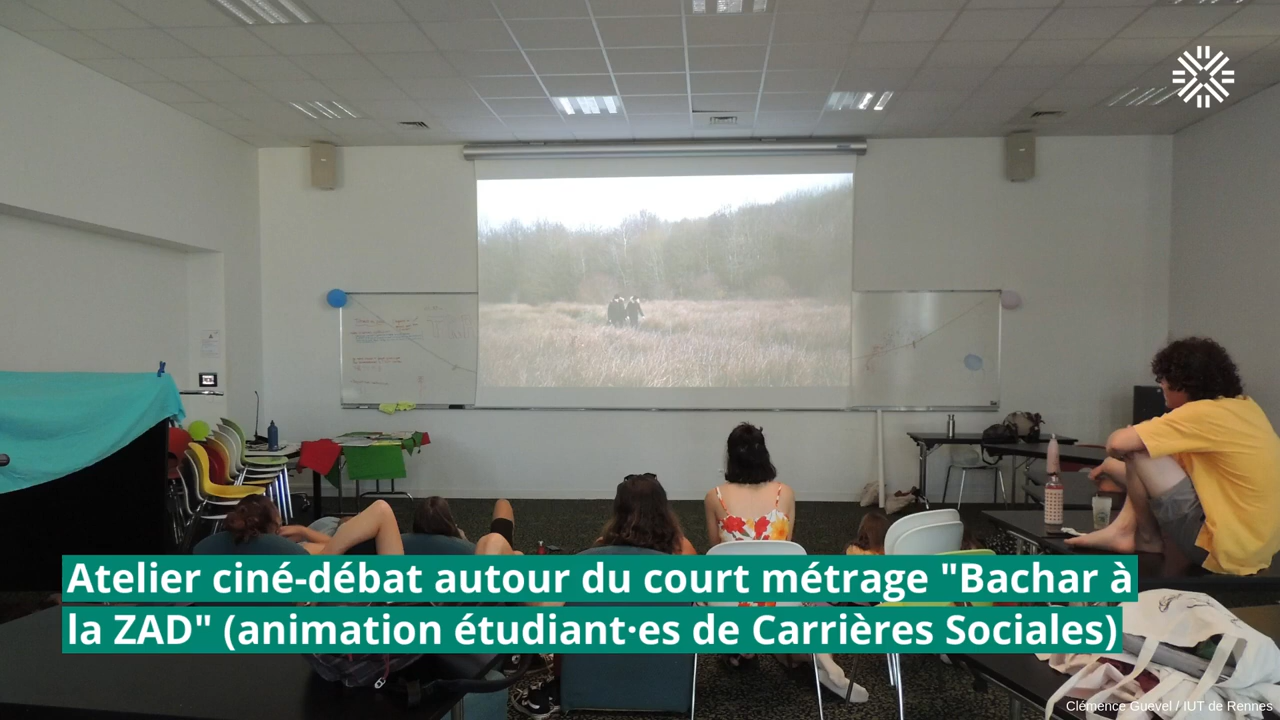 Atelier ciné-débat autour du court métrage "Bachar à
la ZAD" (animation étudiant·es de Carrières Sociales)
Clémence Guevel / IUT de Rennes